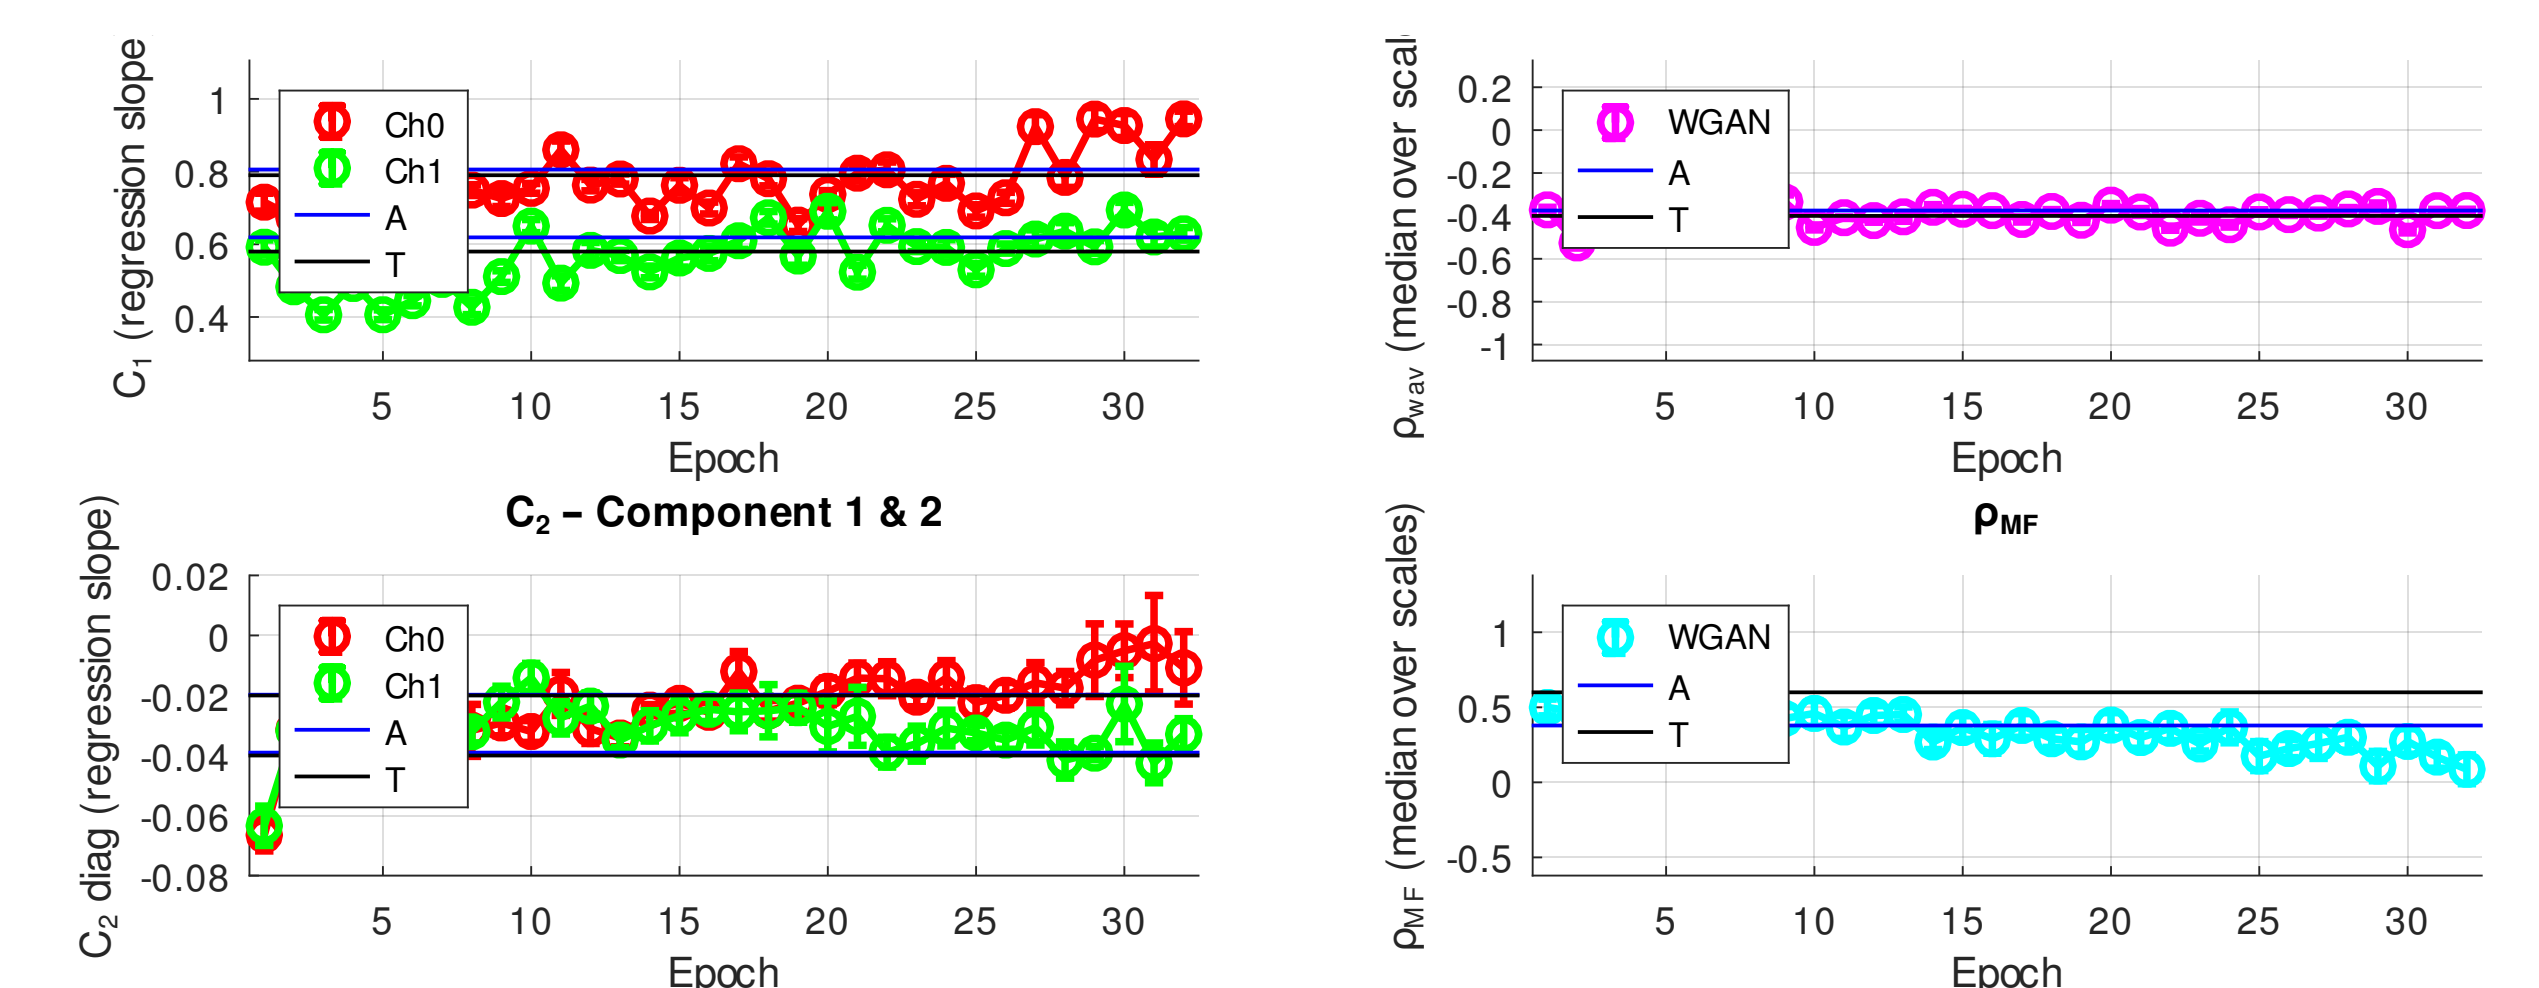 C₁ (regression slope
1
0.8
0.6
0.4
Ch0
Ch1
A
T
5 10 15 20 25 30
Epoch
ρwav (median over scal
0.2
0
-0.2
-0.4
-0.6
-0.8
-1
WGAN
A
T
5 10 15 20 25 30
Epoch
C₂ – Component 1 & 2
C₂ diag (regression slope)
0.02
0
-0.02
-0.04
-0.06
-0.08
Ch0
Ch1
A
T
5 10 15 20 25 30
Epoch
ρMF
ρMF (median over scales)
1
0.5
0
-0.5
WGAN
A
T
5 10 15 20 25 30
Epoch